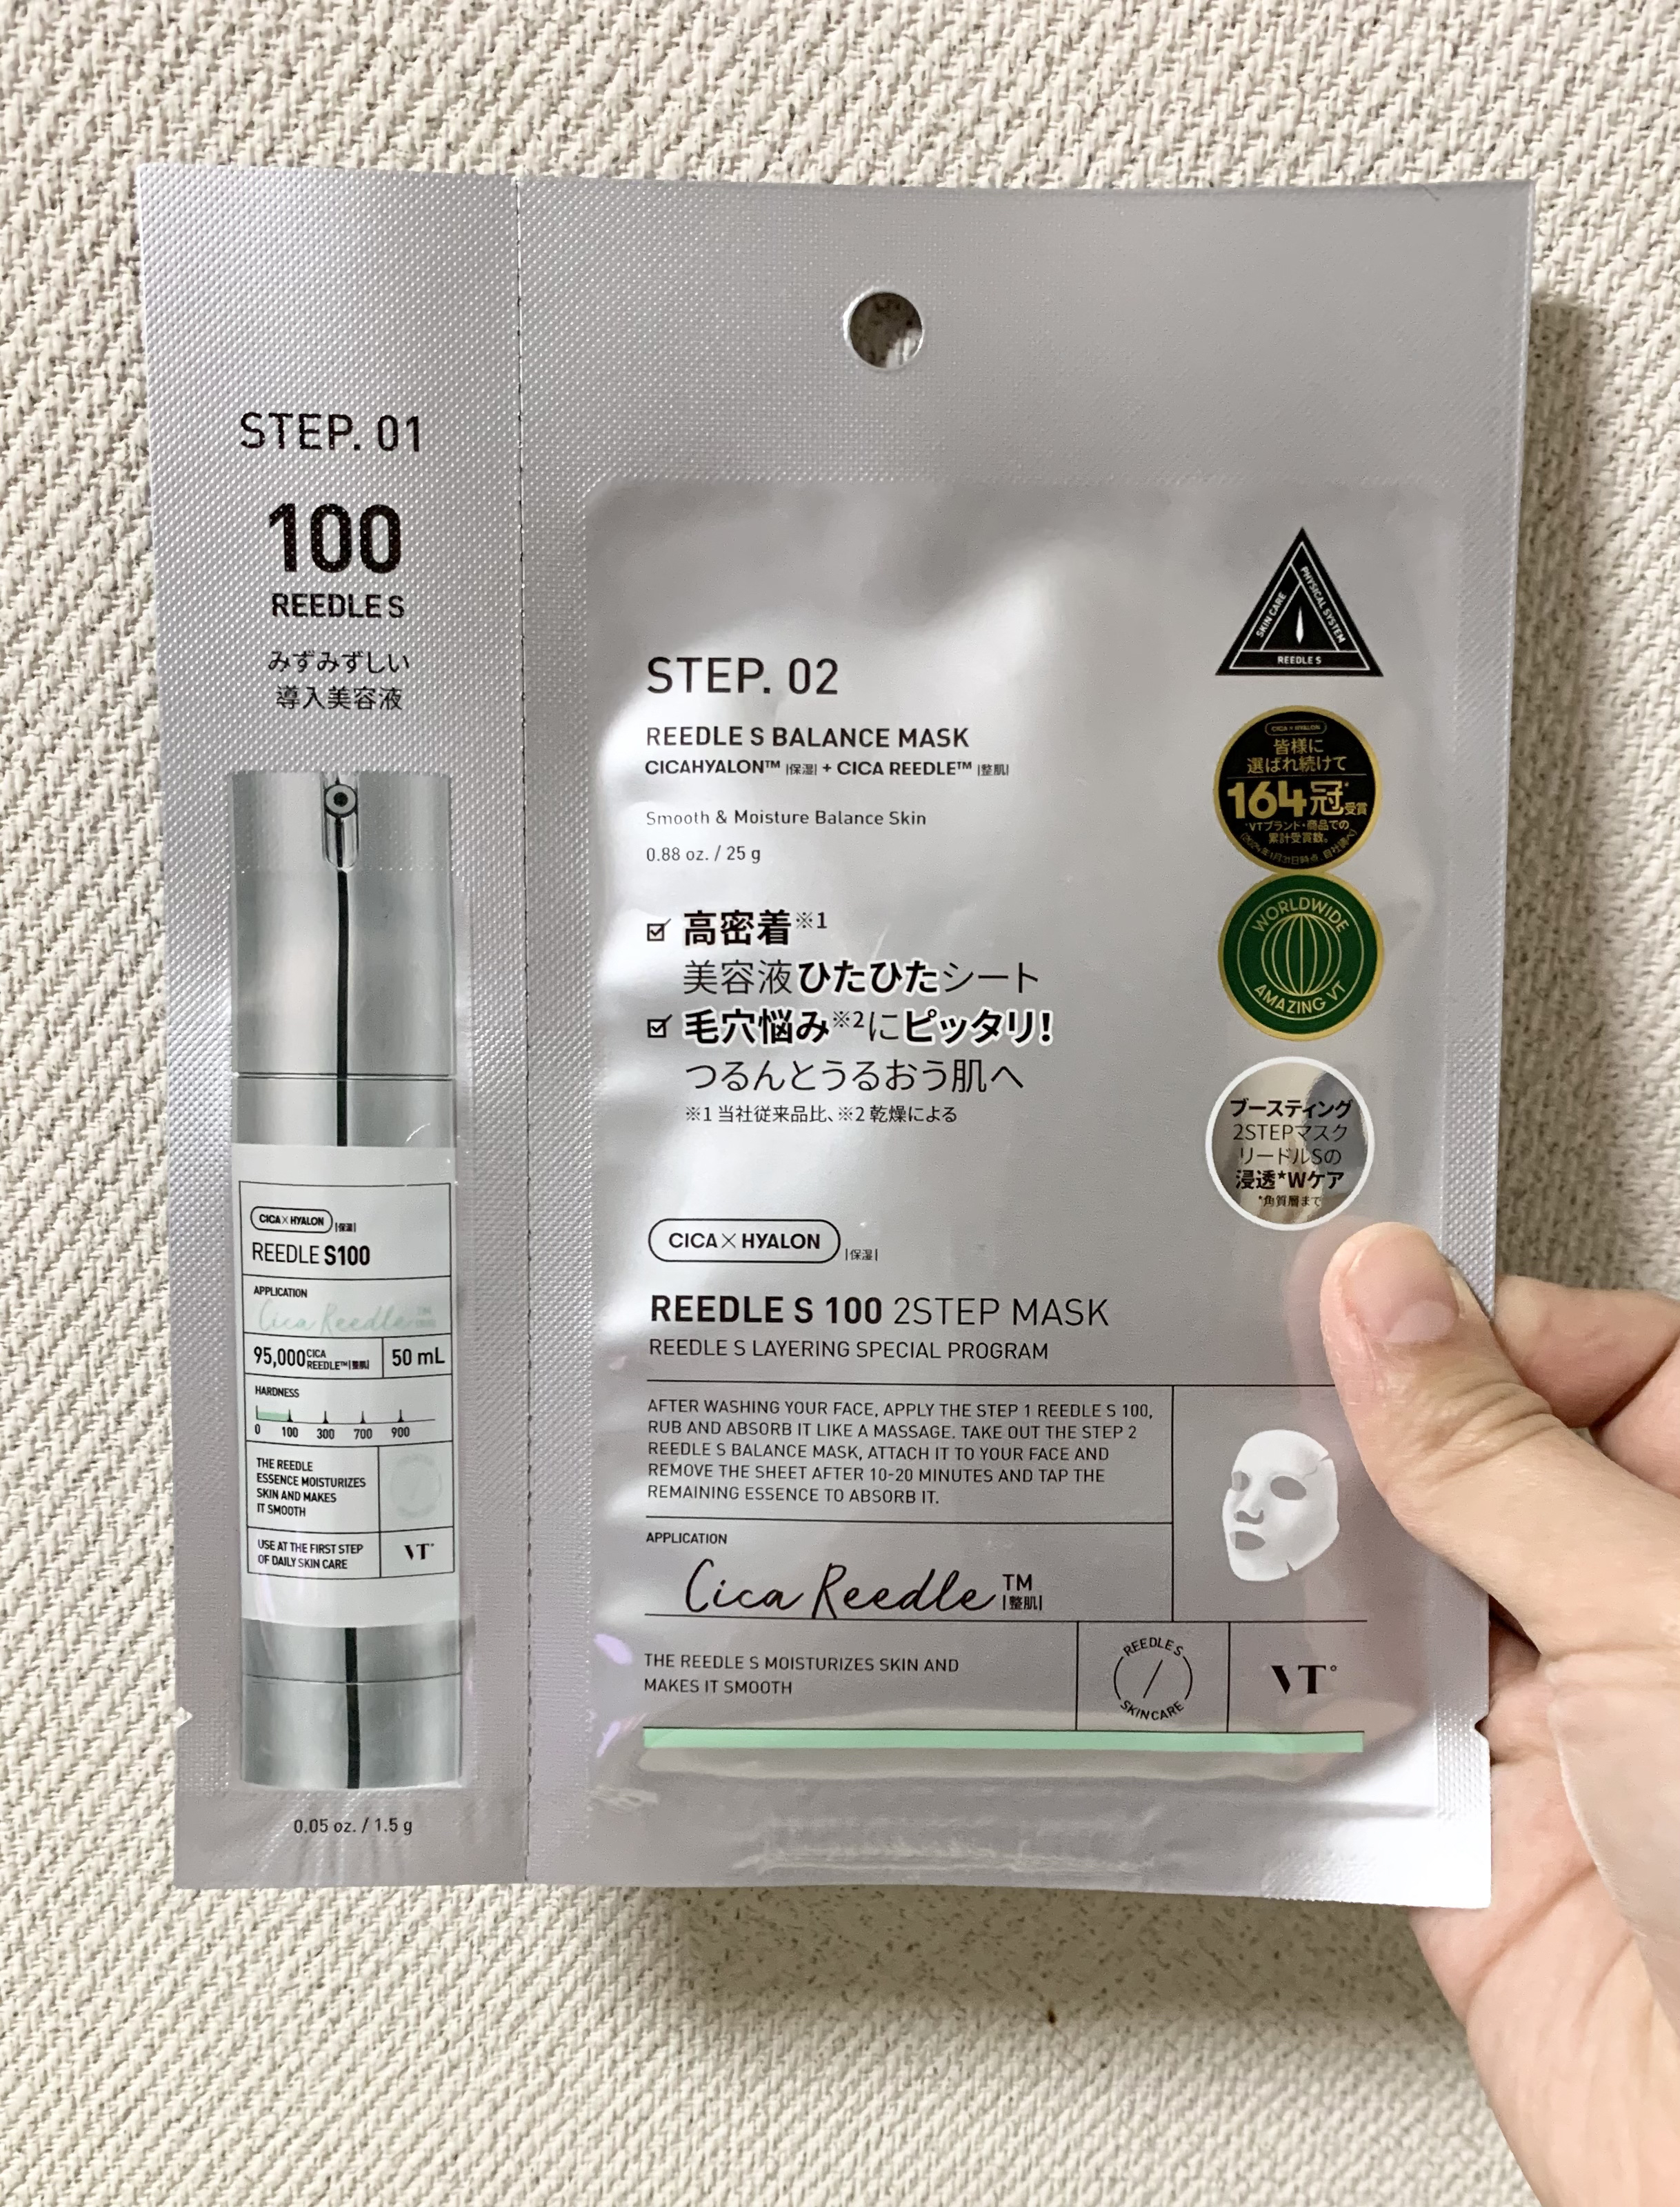 STEP. 01
100
REEDLE S
みずみずしい
導入美容液
CICA×HYALON |保湿|
REEDLE S100
APPLICATION
Cica Reedle TM
95,000 CICA REEDLE™ |整肌| 50 mL
HARDNESS
0 100 300 700 900
THE REEDLE
ESSENCE MOISTURIZES
SKIN AND MAKES
IT SMOOTH
USE AT THE FIRST STEP
OF DAILY SKIN CARE
VT
0.05 oz. / 1.5 g
STEP. 02
REEDLE S BALANCE MASK
CICAHYALON™ |保湿| + CICA REEDLE™ |整肌|
Smooth & Moisture Balance Skin
0.88 oz. / 25 g
高密着※1
美容液ひたひたシート
毛穴悩み※2にピッタリ!
つるんとうるおう肌へ
※1 当社従来品比、※2 乾燥による
SKIN CARE
PHYSICAL SYSTEM
REEDLE S
CICA×HYALON
皆様に
選ばれ続けて
164冠*受賞
*VTブランド・商品での
累計受賞数。
WORLDWIDE
AMAZING VT
ブースティング
2STEPマスク
リードルSの
浸透*Wケア
*角質層まで
CICA×HYALON |保湿|
REEDLE S 100 2STEP MASK
REEDLE S LAYERING SPECIAL PROGRAM
AFTER WASHING YOUR FACE, APPLY THE STEP 1 REEDLE S 100,
RUB AND ABSORB IT LIKE A MASSAGE. TAKE OUT THE STEP 2
REEDLE S BALANCE MASK, ATTACH IT TO YOUR FACE AND
REMOVE THE SHEET AFTER 10-20 MINUTES AND TAP THE
REMAINING ESSENCE TO ABSORB IT.
APPLICATION
Cica Reedle TM |整肌|
THE REEDLE S MOISTURIZES SKIN AND
MAKES IT SMOOTH
REEDLE S
SKINCARE
VT